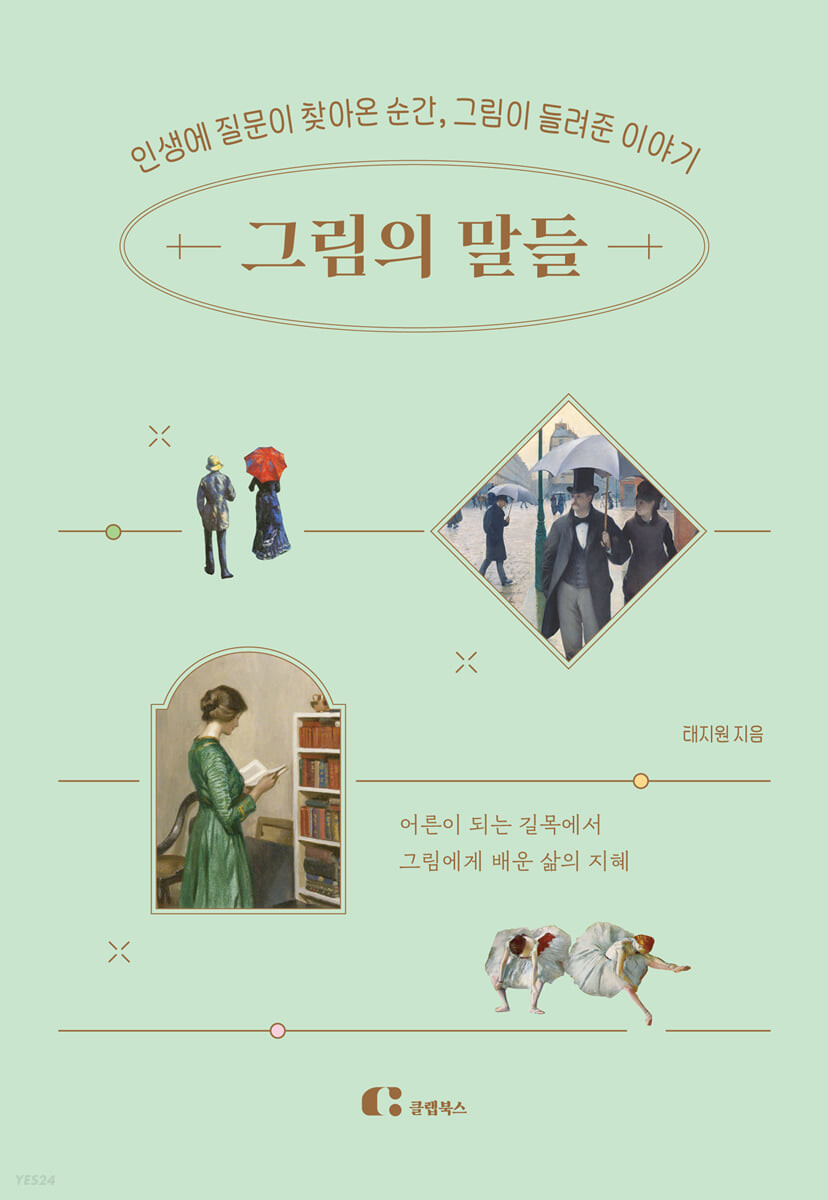 인생에 질문이 찾아온 순간, 그림이 들려준 이야기
그림의 말들
태지원 지음
어른이 되는 길목에서
그림에게 배운 삶의 지혜
클랩북스
YES24